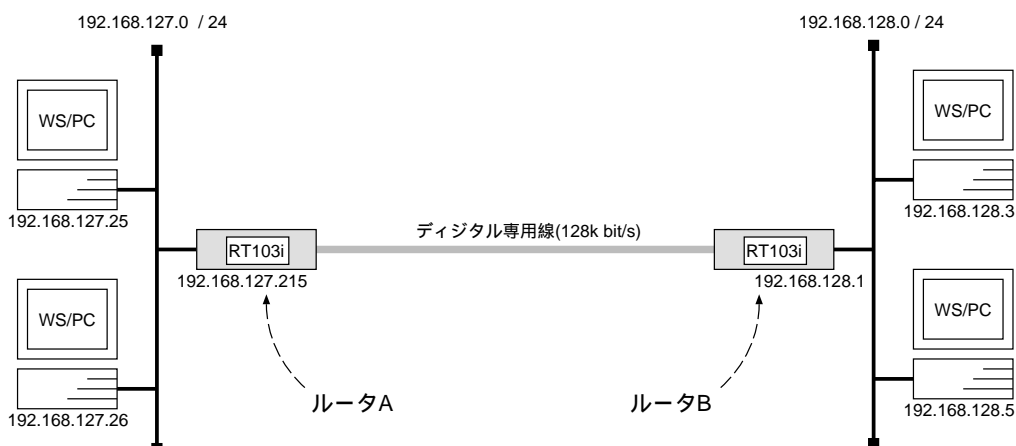 192.168.127.0 / 24
192.168.128.0 / 24
WS/PC
WS/PC
192.168.127.25
192.168.128.3
ディジタル専用線(128k bit/s)
RT103i
RT103i
192.168.127.215
192.168.128.1
WS/PC
WS/PC
ルータA
ルータB
192.168.127.26
192.168.128.5